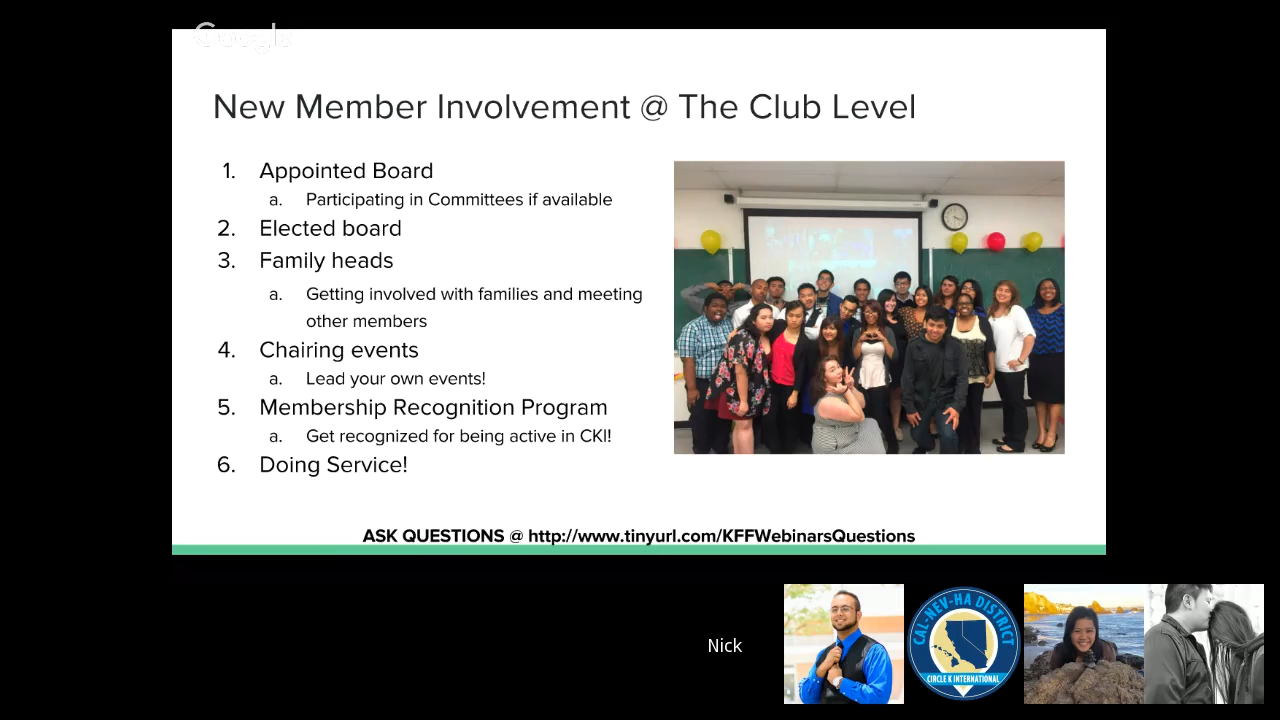 Google
New Member Involvement @ The Club Level
1. Appointed Board
a. Participating in Committees if available
2. Elected board
3. Family heads
a. Getting involved with families and meeting
other members
4. Chairing events
a. Lead your own events!
5. Membership Recognition Program
a. Get recognized for being active in CKI!
6. Doing Service!
ASK QUESTIONS @ http://www.tinyurl.com/KFFWebinarsQuestions
Nick
CAL-NEV-HA DISTRICT
CIRCLE K INTERNATIONAL